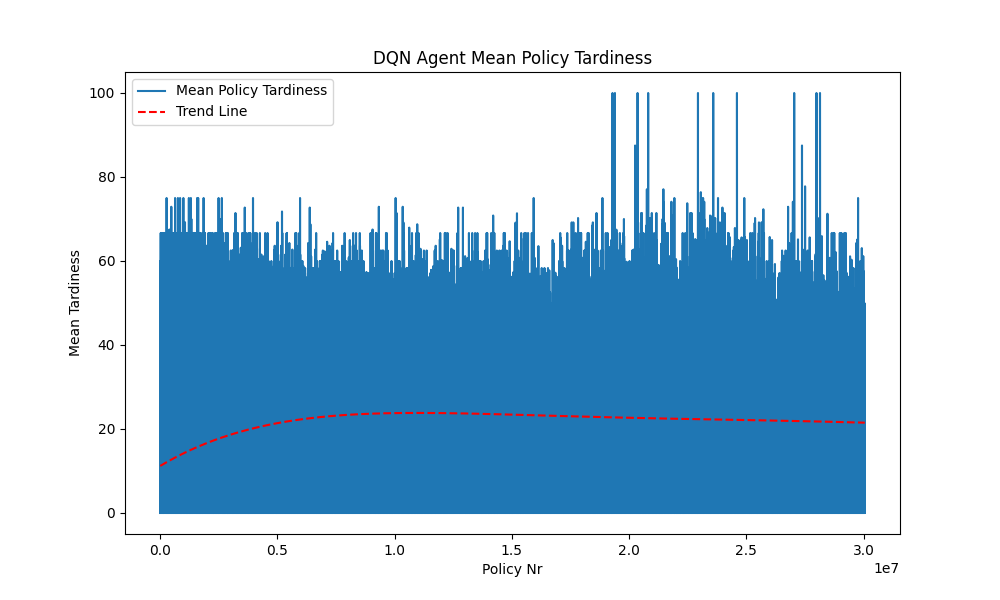 DQN Agent Mean Policy Tardiness
Mean Policy Tardiness
Trend Line
100
80
60
40
20
0
Mean Tardiness
0.0 0.5 1.0 1.5 2.0 2.5 3.0
1e7
Policy Nr